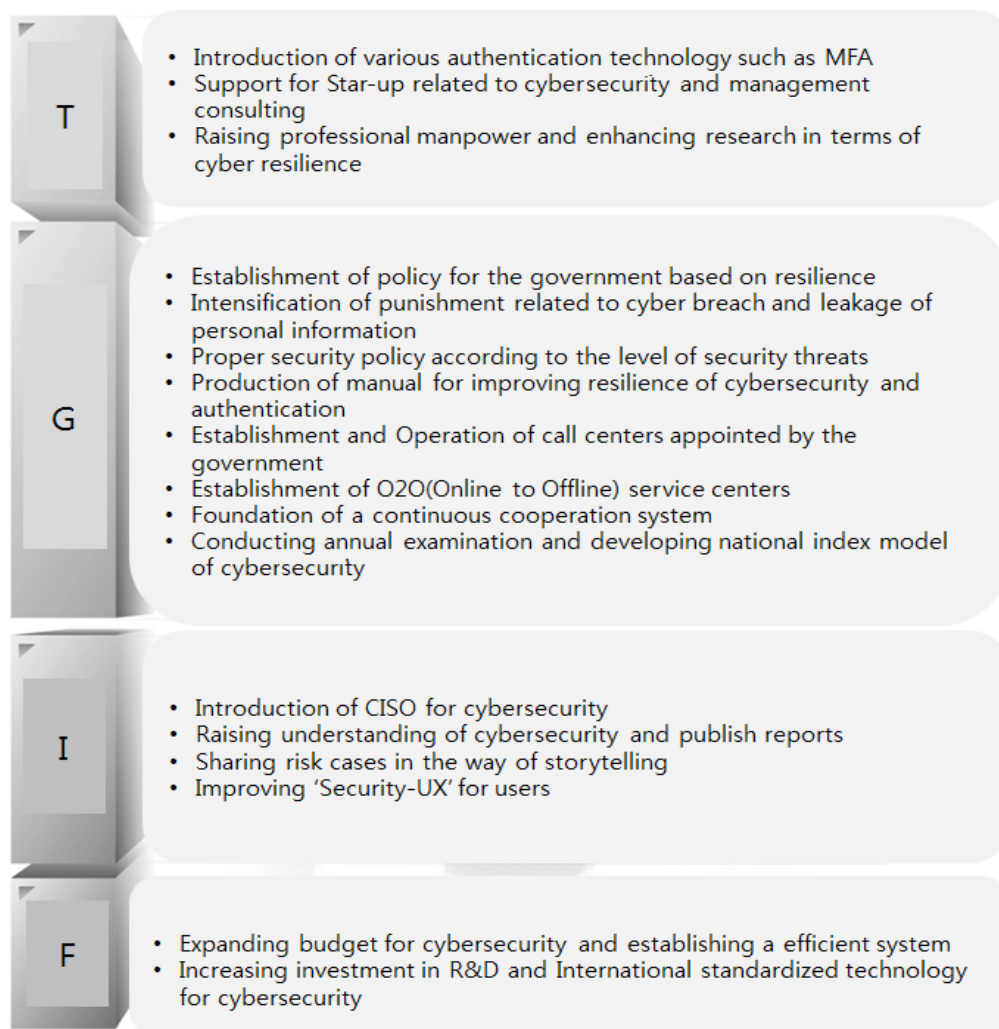 T
• Introduction of various authentication technology such as MFA
• Support for Star-up related to cybersecurity and management
consulting
• Raising professional manpower and enhancing research in terms of
cyber resilience
G
• Establishment of policy for the government based on resilience
• Intensification of punishment related to cyber breach and leakage of
personal information
• Proper security policy according to the level of security threats
• Production of manual for improving resilience of cybersecurity and
authentication
• Establishment and Operation of call centers appointed by the
government
• Establishment of O2O(Online to Offline) service centers
• Foundation of a continuous cooperation system
• Conducting annual examination and developing national index model
of cybersecurity
I
• Introduction of CISO for cybersecurity
• Raising understanding of cybersecurity and publish reports
• Sharing risk cases in the way of storytelling
• Improving ‘Security-UX’ for users
F
• Expanding budget for cybersecurity and establishing a efficient system
• Increasing investment in R&D and International standardized technology
for cybersecurity